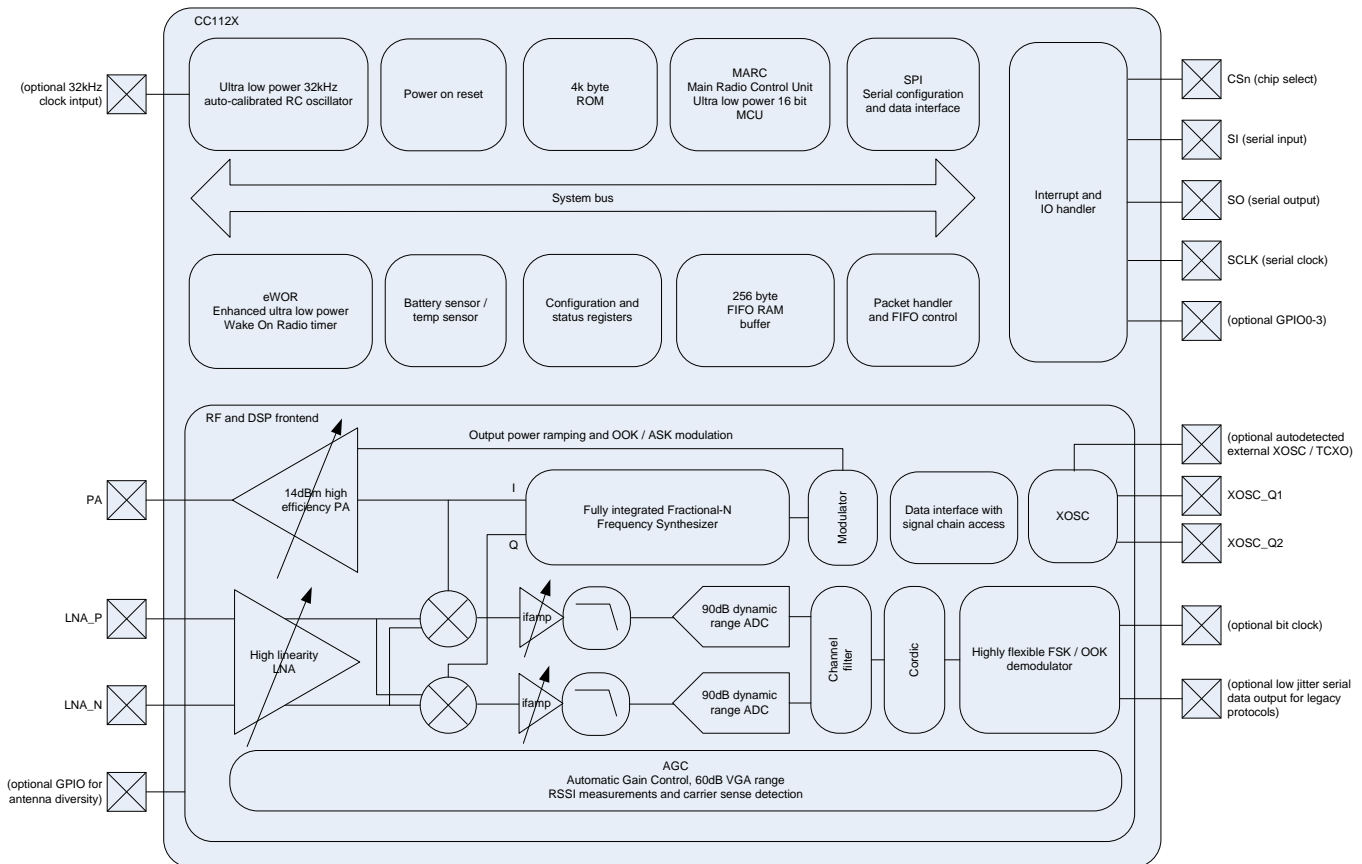 CC112X
(optional 32kHz
clock intput)
Ultra low power 32kHz
auto-calibrated RC oscillator
Power on reset
4k byte
ROM
MARC
Main Radio Control Unit
Ultra low power 16 bit
MCU
SPI
Serial configuration
and data interface
System bus
Interrupt and
IO handler
CSn (chip select)
SI (serial input)
SO (serial output)
SCLK (serial clock)
(optional GPIO0-3)
eWOR
Enhanced ultra low power
Wake On Radio timer
Battery sensor /
temp sensor
Configuration and
status registers
256 byte
FIFO RAM
buffer
Packet handler
and FIFO control
RF and DSP frontend
Output power ramping and OOK / ASK modulation
PA
14dBm high
efficiency PA
I
Q
Fully integrated Fractional-N
Frequency Synthesizer
Modulator
Data interface with
signal chain access
XOSC
(optional autodetected
external XOSC / TCXO)
XOSC_Q1
XOSC_Q2
LNA_P
LNA_N
High linearity
LNA
ifamp
90dB dynamic
range ADC
ifamp
90dB dynamic
range ADC
Channel
filter
Cordic
Highly flexible FSK / OOK
demodulator
(optional bit clock)
(optional low jitter serial
data output for legacy
protocols)
(optional GPIO for
antenna diversity)
AGC
Automatic Gain Control, 60dB VGA range
RSSI measurements and carrier sense detection